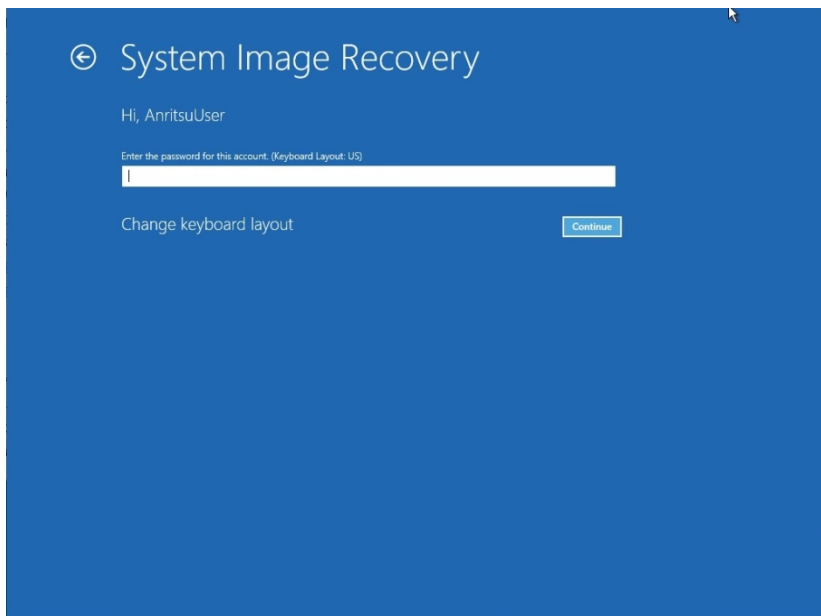 System Image Recovery
Hi, AnritsuUser
Enter the password for this account. (Keyboard Layout: US)
Change keyboard layout
Continue